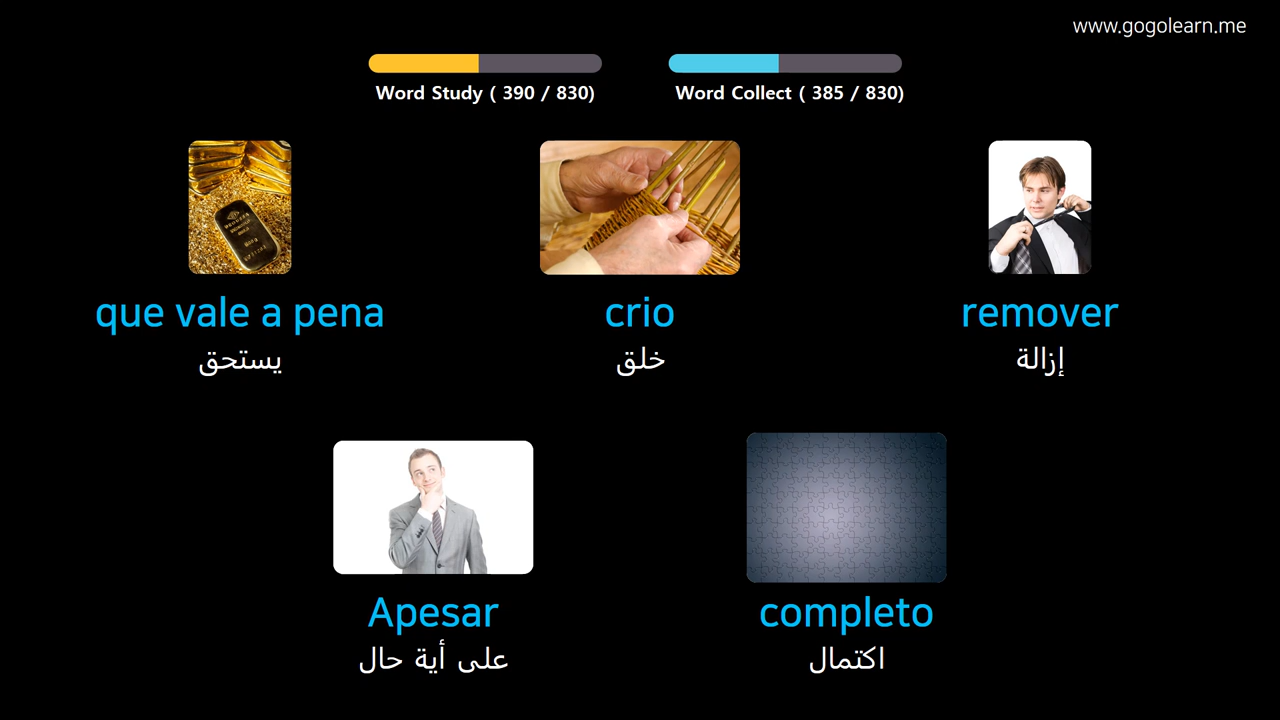 www.gogolearn.me
Word Study ( 390 / 830)
Word Collect ( 385 / 830)
que vale a pena
يستحق
crio
خلق
remover
إزالة
Apesar
على أية حال
completo
اكتمال